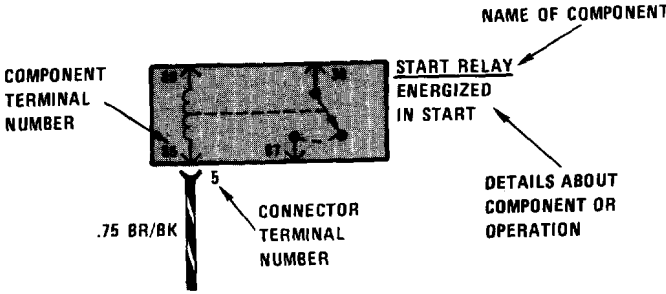 NAME OF COMPONENT
COMPONENT
TERMINAL
NUMBER
START RELAY
ENERGIZED
IN START
87
5
.75 BR/BK
CONNECTOR
TERMINAL
NUMBER
DETAILS ABOUT
COMPONENT OR
OPERATION